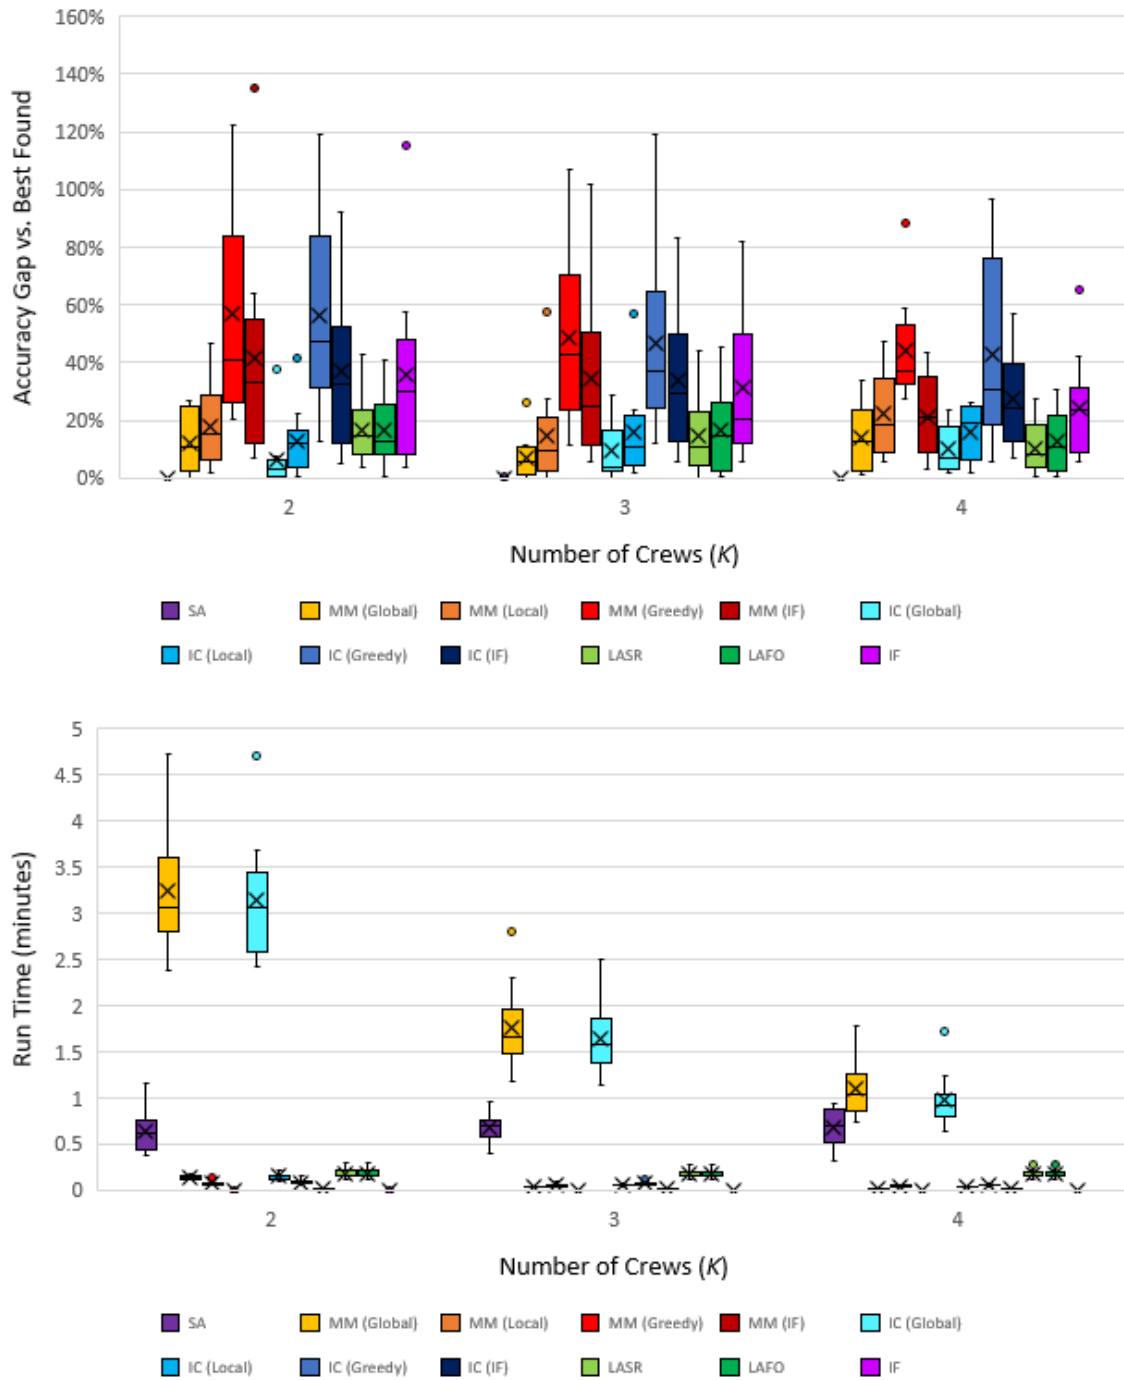 160%
140%
120%
100%
80%
60%
40%
20%
0%
Accuracy Gap vs. Best Found
2 3 4
Number of Crews (K)
SA MM (Global) MM (Local) MM (Greedy) MM (IF) IC (Global)
IC (Local) IC (Greedy) IC (IF) LASR LAFO IF
5
4.5
4
3.5
3
2.5
2
1.5
1
0.5
0
Run Time (minutes)
2 3 4
Number of Crews (K)
SA MM (Global) MM (Local) MM (Greedy) MM (IF) IC (Global)
IC (Local) IC (Greedy) IC (IF) LASR LAFO IF